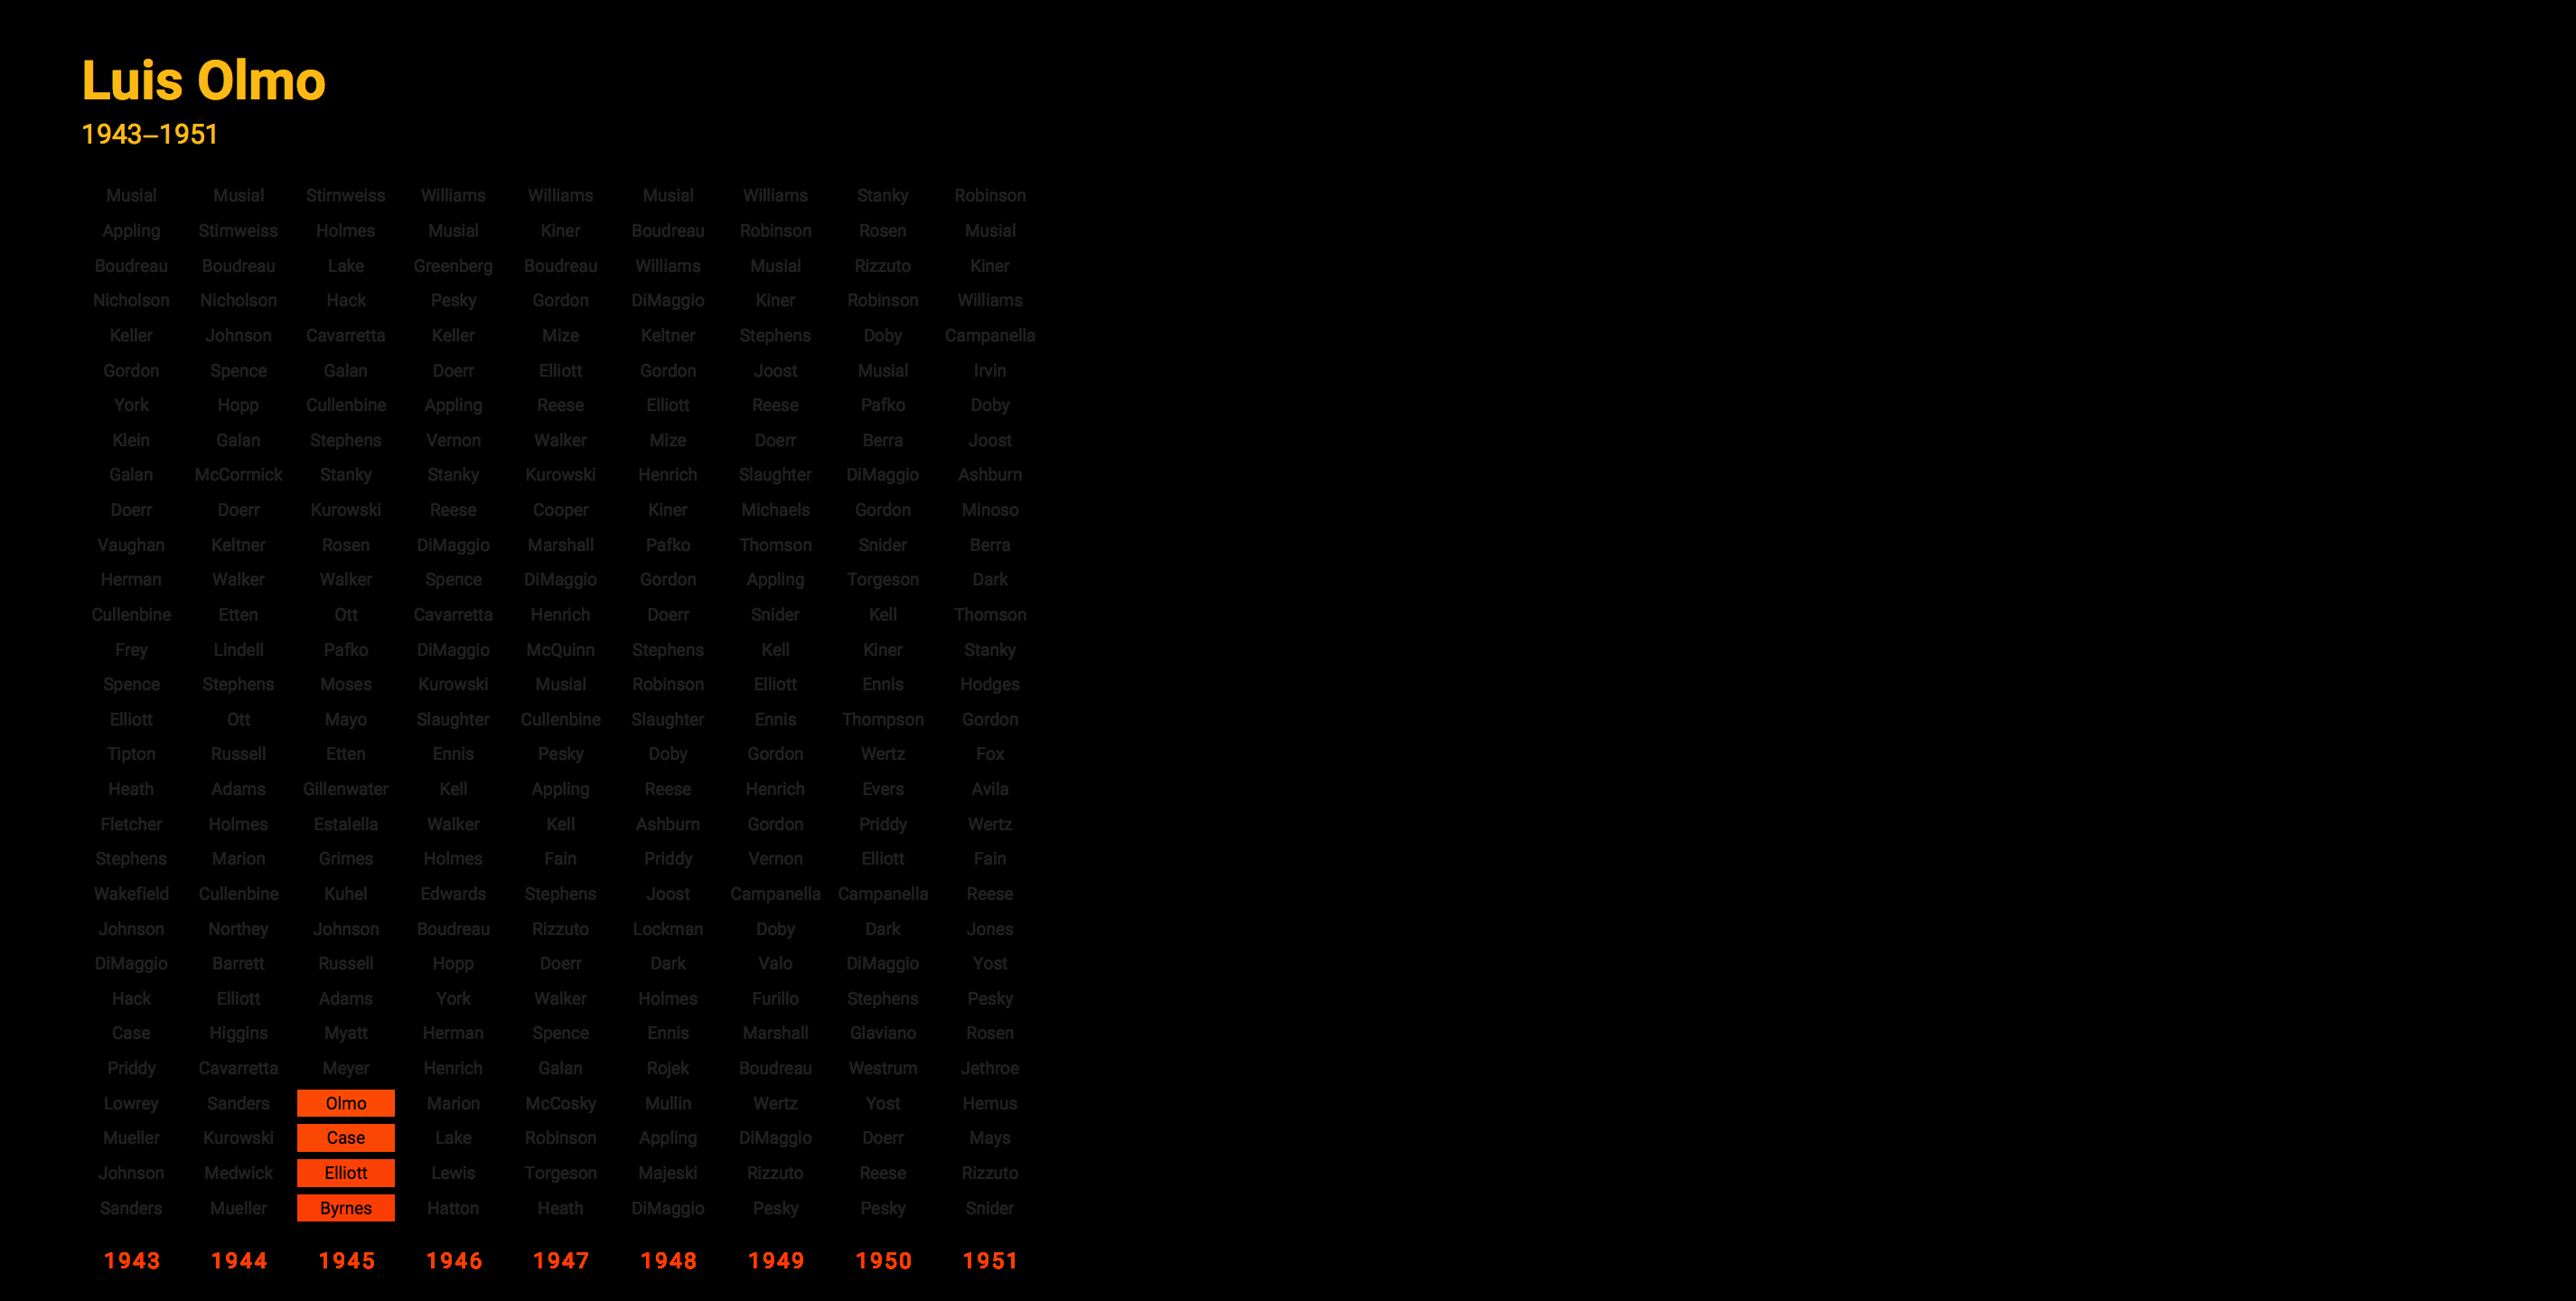 Luis Olmo
1943–1951
Musial Musial Stirnweiss Williams Williams Musial Williams Stanky Robinson
Appling Stirnweiss Holmes Musial Kiner Boudreau Robinson Rosen Musial
Boudreau Boudreau Lake Greenberg Boudreau Williams Musial Rizzuto Kiner
Nicholson Nicholson Hack Pesky Gordon DiMaggio Kiner Robinson Williams
Keller Johnson Cavarretta Keller Mize Keltner Stephens Doby Campanella
Gordon Spence Galan Doerr Elliott Gordon Joost Musial Irvin
York Hopp Cullenbine Appling Reese Elliott Reese Pafko Doby
Klein Galan Stephens Vernon Walker Mize Doerr Berra Joost
Galan McCormick Stanky Stanky Kurowski Henrich Slaughter DiMaggio Ashburn
Doerr Doerr Kurowski Reese Cooper Kiner Michaels Gordon Minoso
Vaughan Keltner Rosen DiMaggio Marshall Pafko Thomson Snider Berra
Herman Walker Walker Spence DiMaggio Gordon Appling Torgeson Dark
Cullenbine Etten Ott Cavarretta Henrich Doerr Snider Kell Thomson
Frey Lindell Pafko DiMaggio McQuinn Stephens Kell Kiner Stanky
Spence Stephens Moses Kurowski Musial Robinson Elliott Ennis Hodges
Elliott Ott Mayo Slaughter Cullenbine Slaughter Ennis Thompson Gordon
Tipton Russell Etten Ennis Pesky Doby Gordon Wertz Fox
Heath Adams Gillenwater Kell Appling Reese Henrich Evers Avila
Fletcher Holmes Estalella Walker Kell Ashburn Gordon Priddy Wertz
Stephens Marion Grimes Holmes Fain Priddy Vernon Elliott Fain
Wakefield Cullenbine Kuhel Edwards Stephens Joost Campanella Campanella Reese
Johnson Northey Johnson Boudreau Rizzuto Lockman Doby Dark Jones
DiMaggio Barrett Russell Hopp Doerr Dark Valo DiMaggio Yost
Hack Elliott Adams York Walker Holmes Furillo Stephens Pesky
Case Higgins Myatt Herman Spence Ennis Marshall Glaviano Rosen
Priddy Cavarretta Meyer Henrich Galan Rojek Boudreau Westrum Jethroe
Lowrey Sanders Olmo Marion McCosky Mullin Wertz Yost Hemus
Mueller Kurowski Case Lake Robinson Appling DiMaggio Doerr Mays
Johnson Medwick Elliott Lewis Torgeson Majeski Rizzuto Reese Rizzuto
Sanders Mueller Byrnes Hatton Heath DiMaggio Pesky Pesky Snider
1943 1944 1945 1946 1947 1948 1949 1950 1951